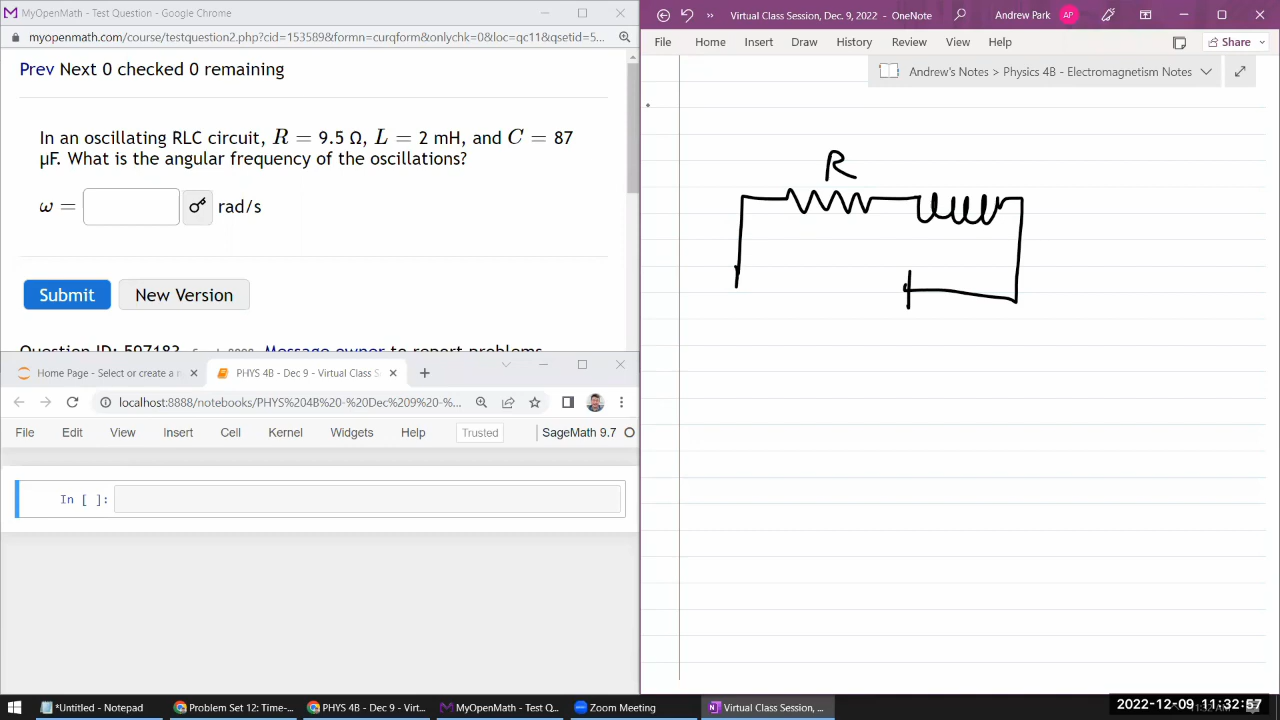 MyOpenMath - Test Question - Google Chrome
myopenmath.com/course/testquestion2.php?cid=153589&formn=curqform&onlychk=0&loc=qc11&qsetid=5...
Prev Next 0 checked 0 remaining
In an oscillating RLC circuit, R = 9.5 Ω, L = 2 mH, and C = 87
μF. What is the angular frequency of the oscillations?
ω = rad/s
Submit New Version
Message owner to report problems
Home Page - Select or create a n
PHYS 4B - Dec 9 - Virtual Class S
localhost:8888/notebooks/PHYS%204B%20-%20Dec%209%20-%...
File Edit View Insert Cell Kernel Widgets Help Trusted SageMath 9.7
In [ ]:
Virtual Class Session, Dec. 9, 2022 - OneNote
Andrew Park AP
File Home Insert Draw History Review View Help Share
Andrew's Notes > Physics 4B - Electromagnetism Notes
R
*Untitled - Notepad
Problem Set 12: Time-...
PHYS 4B - Dec 9 - Virt...
MyOpenMath - Test Q...
Zoom Meeting
Virtual Class Session, ...
2022-12-09 11:32:57